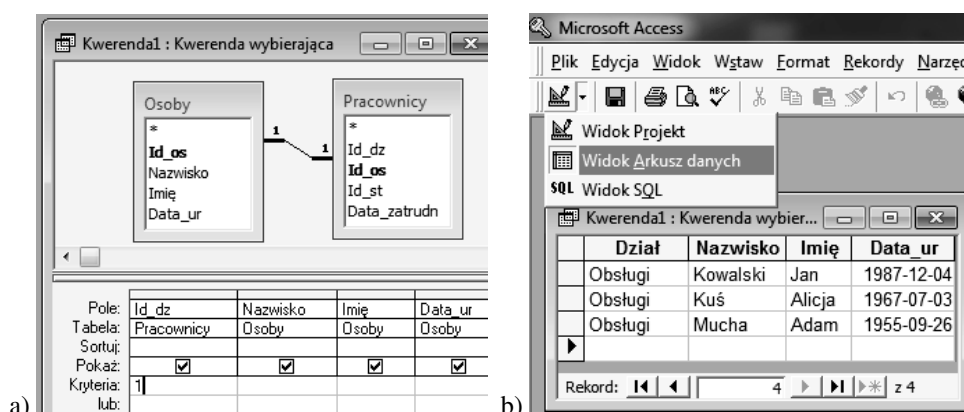 Kwerenda1 : Kwerenda wybierająca
Osoby
*
Id_os
Nazwisko
Imię
Data_ur
1
1
Pracownicy
*
Id_dz
Id_os
Id_st
Data_zatrudn
Pole: Id_dz Nazwisko Imię Data_ur
Tabela: Pracownicy Osoby Osoby Osoby
Sortuj:
Pokaż:
Kryteria: 1
lub:
a)
Microsoft Access
Plik Edycja Widok Wstaw Format Rekordy Narzęd
ABC
Widok Projekt
Widok Arkusz danych
SQL Widok SQL
Kwerenda1 : Kwerenda wybier...
Dział Nazwisko Imię Data_ur
Obsługi Kowalski Jan 1987-12-04
Obsługi Kuś Alicja 1967-07-03
Obsługi Mucha Adam 1955-09-26
Rekord: 4 z 4
b)